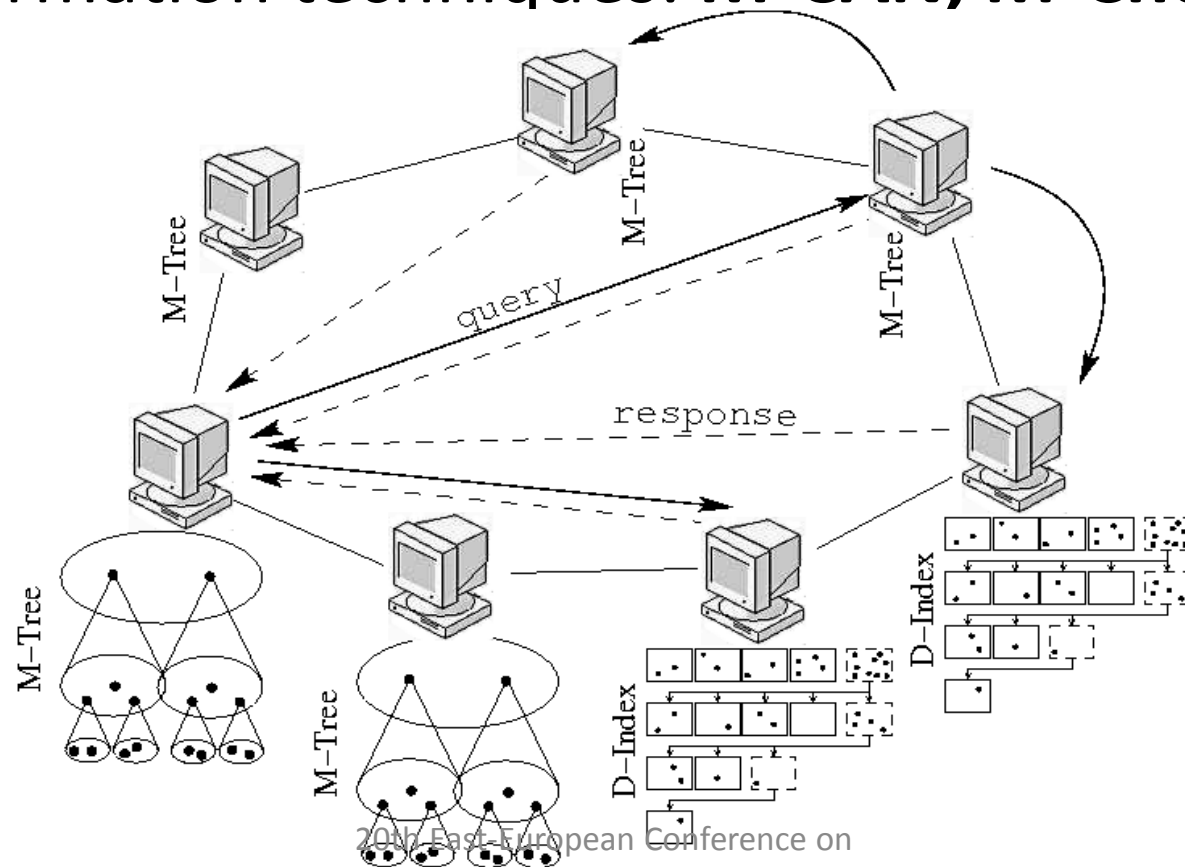 M-Tree
M-Tree
M-Tree
query
response
M-Tree
M-Tree
D-Index
D-Index
20th East-European Conference on